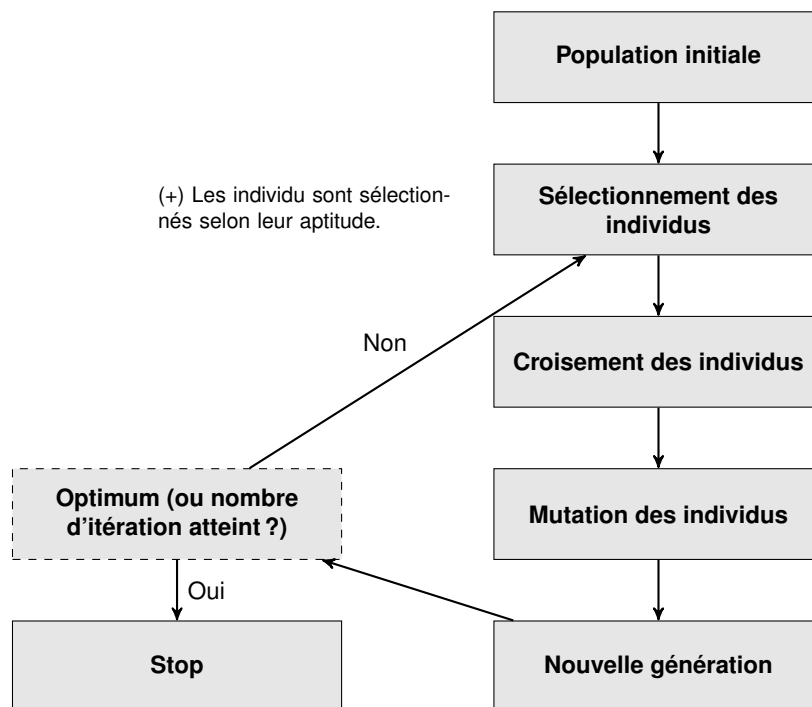 Population initiale
(+) Les individu sont sélection-
nés selon leur aptitude.
Sélectionnement des
individus
Non
Croisement des individus
Optimum (ou nombre
d'itération atteint ?)
Mutation des individus
Oui
Stop
Nouvelle génération